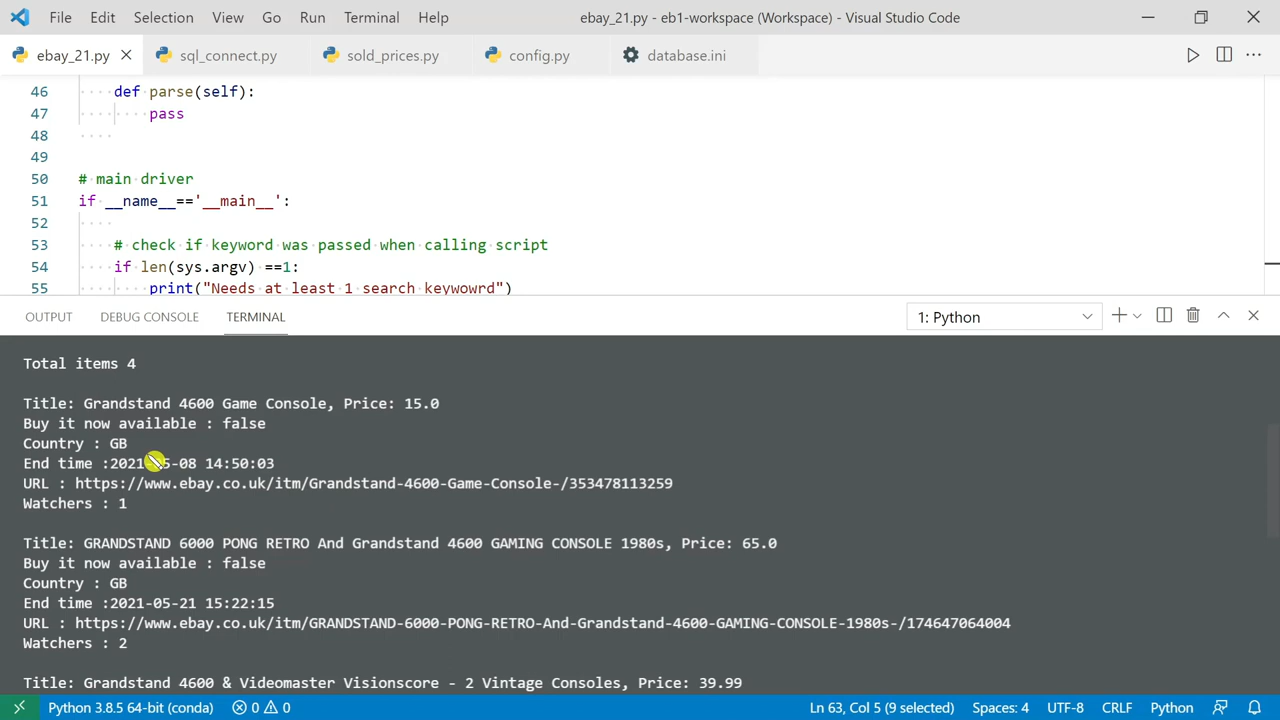 File Edit Selection View Go Run Terminal Help ebay_21.py - eb1-workspace (Workspace) - Visual Studio Code
ebay_21.py sql_connect.py sold_prices.py config.py database.ini
46 def parse(self):
47 pass
48
49
50 # main driver
51 if __name__=='__main__':
52
53 # check if keyword was passed when calling script
54 if len(sys.argv) ==1:
55 print("Needs at least 1 search keywowrd")
OUTPUT DEBUG CONSOLE TERMINAL 1: Python
Total items 4
Title: Grandstand 4600 Game Console, Price: 15.0
Buy it now available : false
Country : GB
End time :2021-05-08 14:50:03
URL : https://www.ebay.co.uk/itm/Grandstand-4600-Game-Console-/353478113259
Watchers : 1
Title: GRANDSTAND 6000 PONG RETRO And Grandstand 4600 GAMING CONSOLE 1980s, Price: 65.0
Buy it now available : false
Country : GB
End time :2021-05-21 15:22:15
URL : https://www.ebay.co.uk/itm/GRANDSTAND-6000-PONG-RETRO-And-Grandstand-4600-GAMING-CONSOLE-1980s-/174647064004
Watchers : 2
Title: Grandstand 4600 & Videomaster Visionscore - 2 Vintage Consoles, Price: 39.99
Python 3.8.5 64-bit (conda) 0 0 Ln 63, Col 5 (9 selected) Spaces: 4 UTF-8 CRLF Python